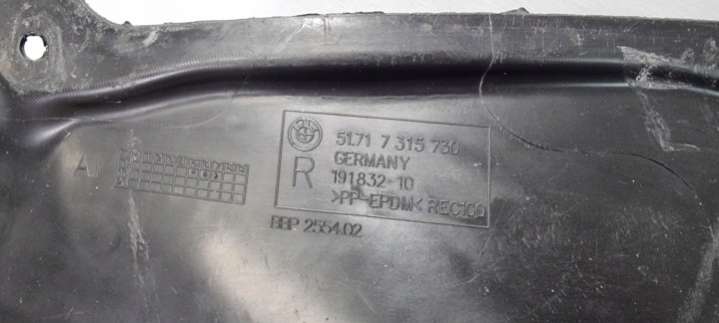 51.71 7 315 730
GERMANY
R
191832-10
>PP-EPDM< REC100
BBP 2554.02
A